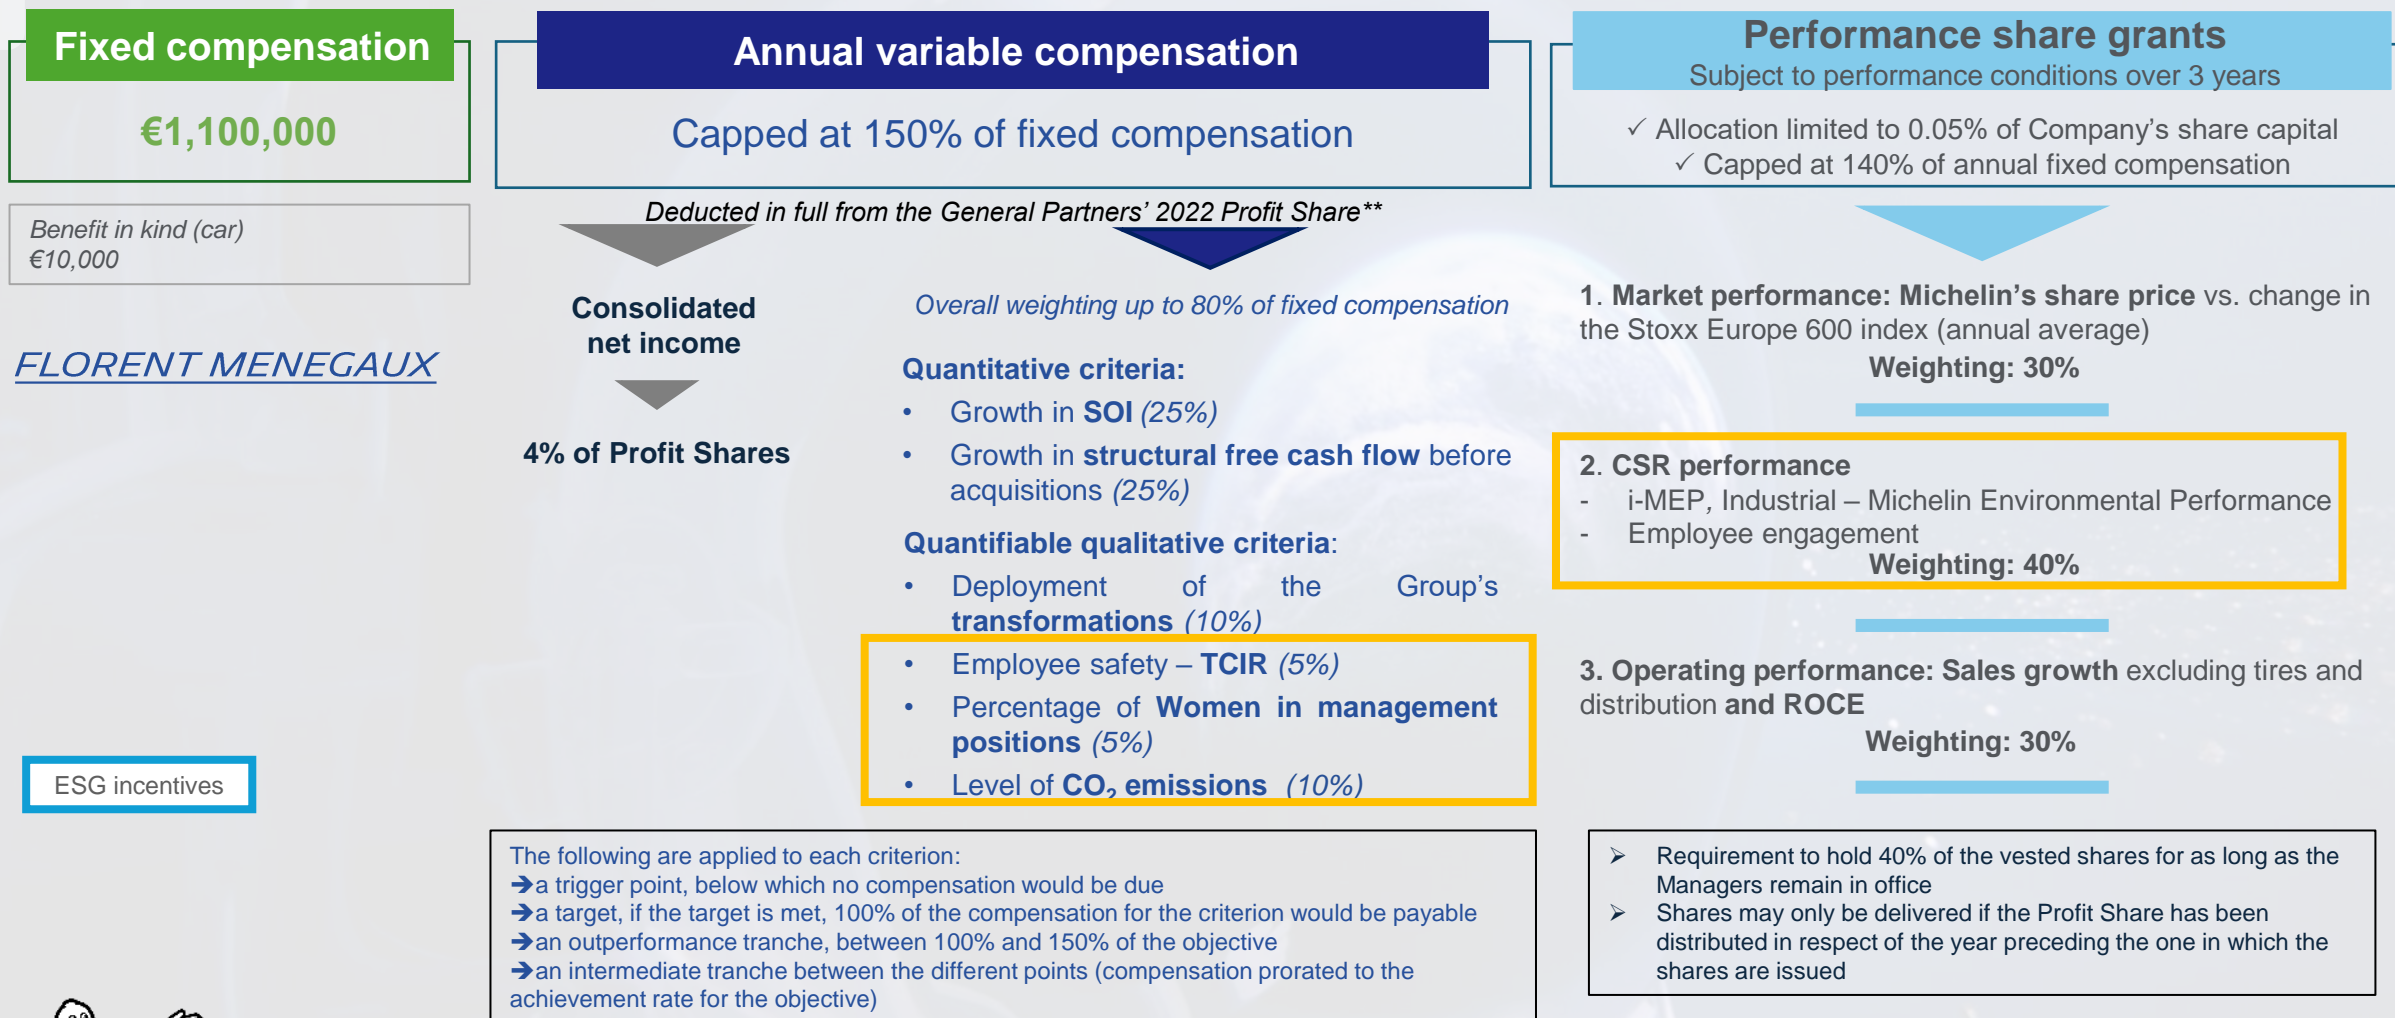 Fixed compensation
€1,100,000
Benefit in kind (car)
€10,000
FLORENT MENEGAUX
ESG incentives
Annual variable compensation
Capped at 150% of fixed compensation
Deducted in full from the General Partners’ 2022 Profit Share**
Consolidated
net income
4% of Profit Shares
Overall weighting up to 80% of fixed compensation
Quantitative criteria:
• Growth in SOI (25%)
• Growth in structural free cash flow before
acquisitions (25%)
Quantifiable qualitative criteria:
• Deployment of the Group’s
transformations (10%)
• Employee safety – TCIR (5%)
• Percentage of Women in management
positions (5%)
• Level of CO₂ emissions (10%)
The following are applied to each criterion:
➔a trigger point, below which no compensation would be due
➔a target, if the target is met, 100% of the compensation for the criterion would be payable
➔an outperformance tranche, between 100% and 150% of the objective
➔an intermediate tranche between the different points (compensation prorated to the
achievement rate for the objective)
Performance share grants
Subject to performance conditions over 3 years
✓ Allocation limited to 0.05% of Company’s share capital
✓ Capped at 140% of annual fixed compensation
1. Market performance: Michelin’s share price vs. change in
the Stoxx Europe 600 index (annual average)
Weighting: 30%
2. CSR performance
- i-MEP, Industrial – Michelin Environmental Performance
- Employee engagement
Weighting: 40%
3. Operating performance: Sales growth excluding tires and
distribution and ROCE
Weighting: 30%
➢ Requirement to hold 40% of the vested shares for as long as the
Managers remain in office
➢ Shares may only be delivered if the Profit Share has been
distributed in respect of the year preceding the one in which the
shares are issued